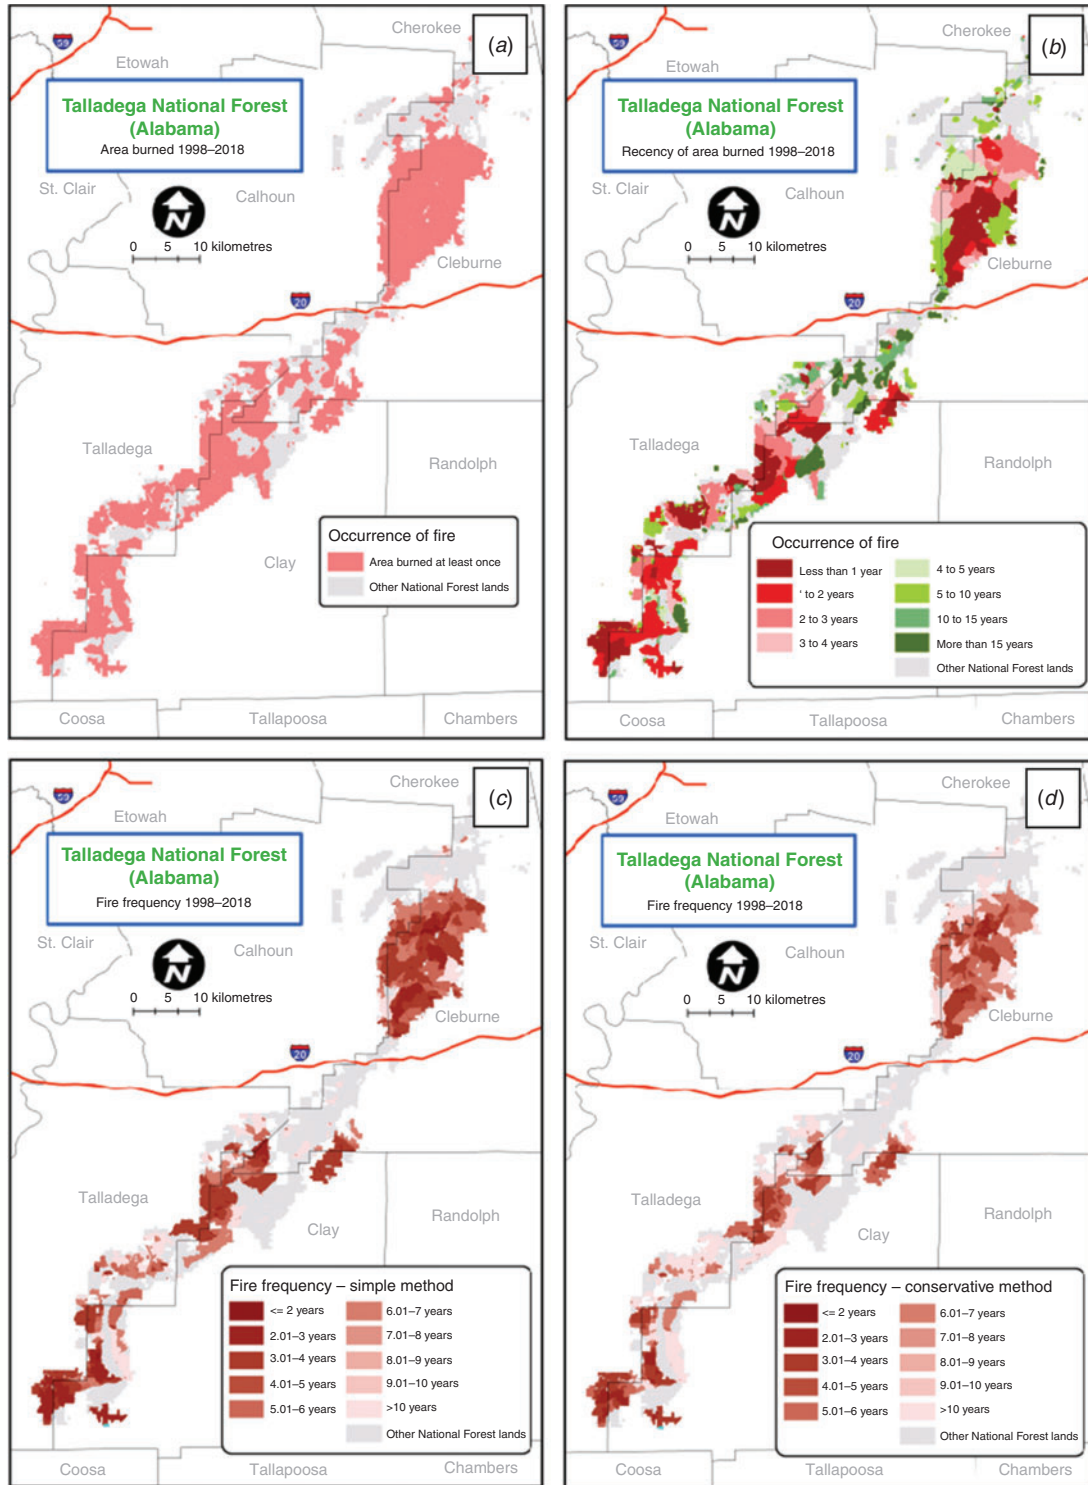 (a)
Cherokee
59
Etowah
Talladega National Forest
(Alabama)
Area burned 1998–2018
St. Clair
Calhoun
N
0 5 10 kilometres
Cleburne
20
Talladega
Randolph
Occurrence of fire
Area burned at least once
Other National Forest lands
Clay
Coosa
Tallapoosa
Chambers
(b)
Cherokee
59
Etowah
Talladega National Forest
(Alabama)
Recency of area burned 1998–2018
St. Clair
Calhoun
N
0 5 10 kilometres
Cleburne
20
Talladega
Randolph
Occurrence of fire
Less than 1 year
‘ to 2 years
2 to 3 years
3 to 4 years
4 to 5 years
5 to 10 years
10 to 15 years
More than 15 years
Other National Forest lands
Coosa
Tallapoosa
Chambers
(c)
Cherokee
59
Etowah
Talladega National Forest
(Alabama)
Fire frequency 1998–2018
St. Clair
Calhoun
N
0 5 10 kilometres
Cleburne
20
Talladega
Randolph
Clay
Fire frequency – simple method
<= 2 years
2.01–3 years
3.01–4 years
4.01–5 years
5.01–6 years
6.01–7 years
7.01–8 years
8.01–9 years
9.01–10 years
>10 years
Other National Forest lands
Coosa
Tallapoosa
Chambers
(d)
Cherokee
59
Etowah
Talladega National Forest
(Alabama)
Fire frequency 1998–2018
St. Clair
Calhoun
N
0 5 10 kilometres
Cleburne
20
Talladega
Randolph
Clay
Fire frequency – conservative method
<= 2 years
2.01–3 years
3.01–4 years
4.01–5 years
5.01–6 years
6.01–7 years
7.01–8 years
8.01–9 years
9.01–10 years
>10 years
Other National Forest lands
Coosa
Tallapoosa
Chambers